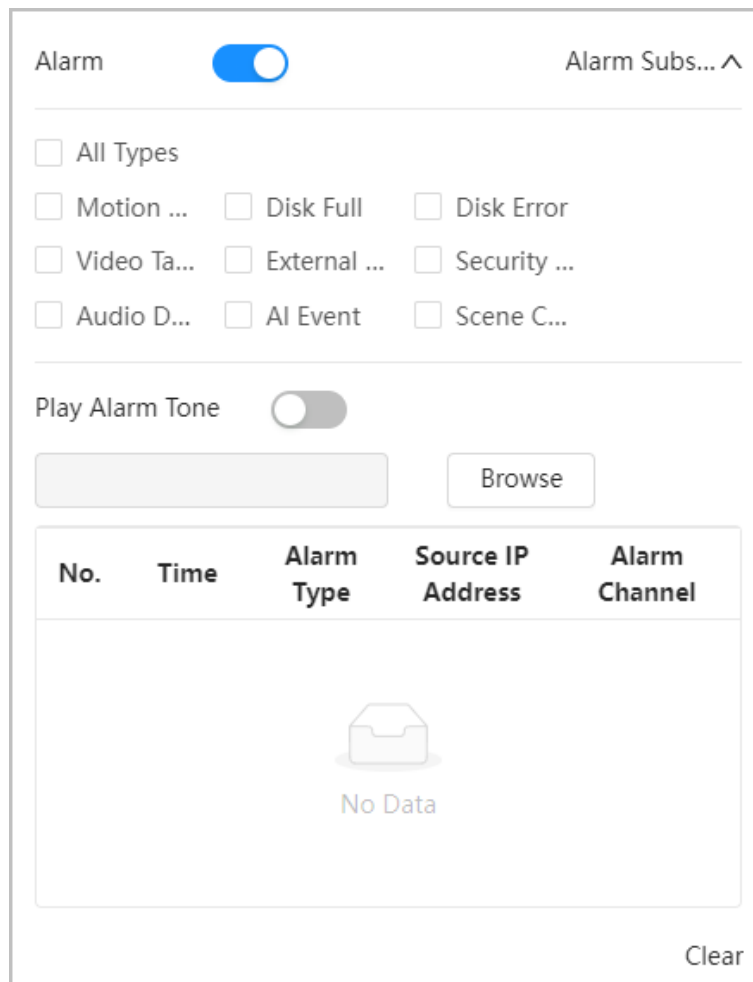 Alarm Alarm Subs...
All Types
Motion ... Disk Full Disk Error
Video Ta... External ... Security ...
Audio D... AI Event Scene C...
Play Alarm Tone
Browse
No. Time Alarm Type Source IP Address Alarm Channel
No Data
Clear